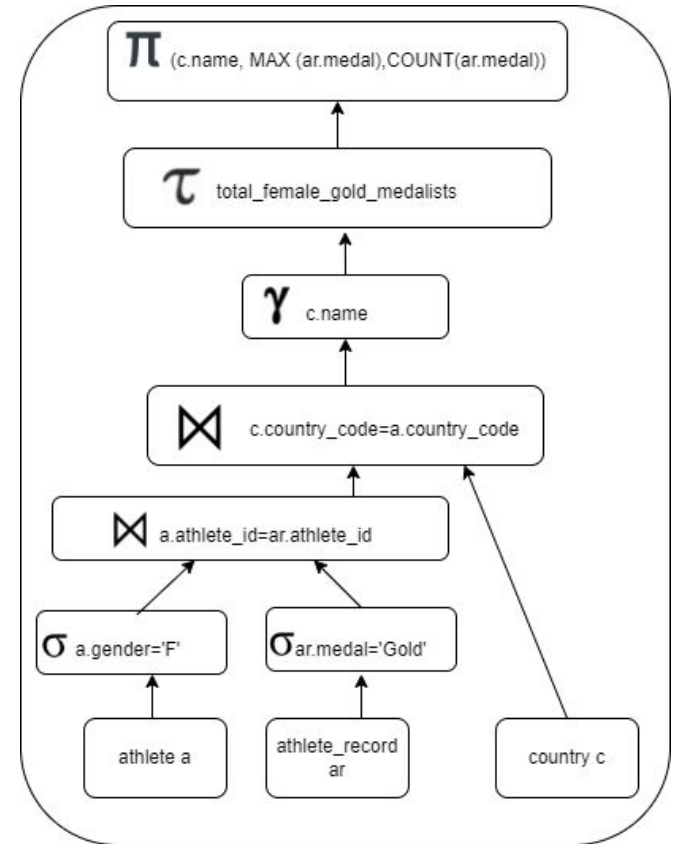 π (c.name, MAX (ar.medal),COUNT(ar.medal))
τ total_female_gold_medalists
γ c.name
⋈ c.country_code=a.country_code
⋈ a.athlete_id=ar.athlete_id
σ a.gender='F'
σ ar.medal='Gold'
athlete a
athlete_record
ar
country c